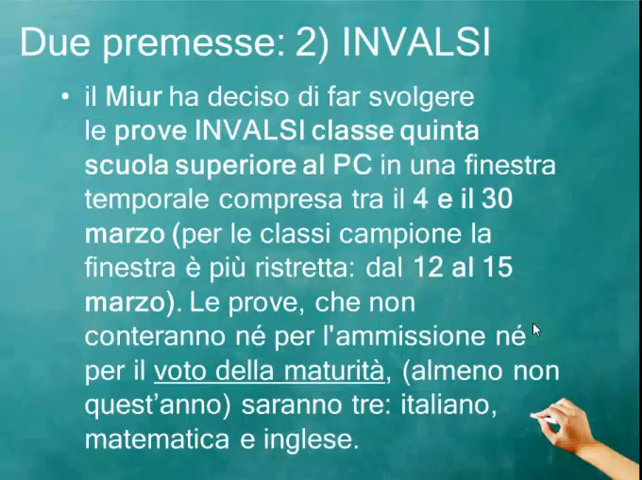 Due premesse: 2) INVALSI
• il Miur ha deciso di far svolgere
le prove INVALSI classe quinta
scuola superiore al PC in una finestra
temporale compresa tra il 4 e il 30
marzo (per le classi campione la
finestra è più ristretta: dal 12 al 15
marzo). Le prove, che non
conteranno né per l'ammissione né
per il voto della maturità, (almeno non
quest’anno) saranno tre: italiano,
matematica e inglese.